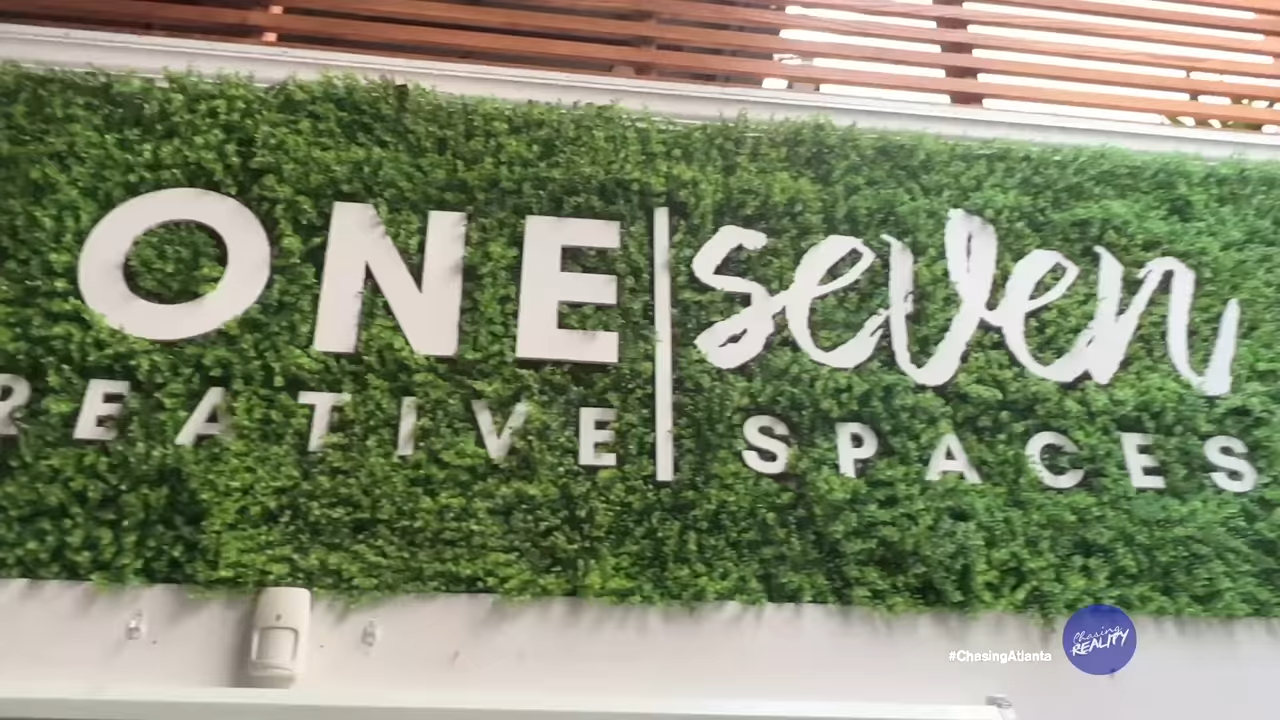 ONE | seven
REATIVE | SPACES
#ChasingAtlanta
Chasing
REALITY